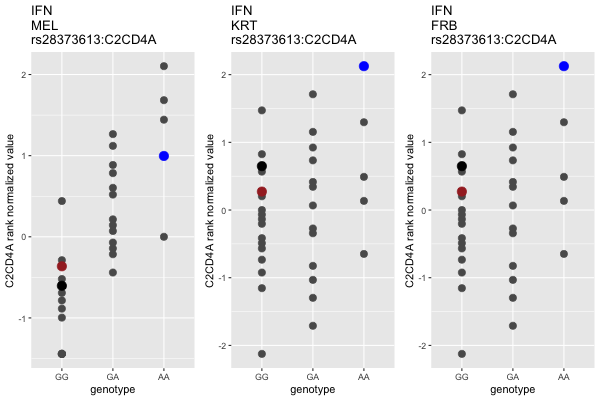 IFN
MEL
rs28373613:C2CD4A
C2CD4A rank normalized value
2
1
0
-1
GG GA AA
genotype
IFN
KRT
rs28373613:C2CD4A
C2CD4A rank normalized value
2
1
0
-1
-2
GG GA AA
genotype
IFN
FRB
rs28373613:C2CD4A
C2CD4A rank normalized value
2
1
0
-1
-2
GG GA AA
genotype